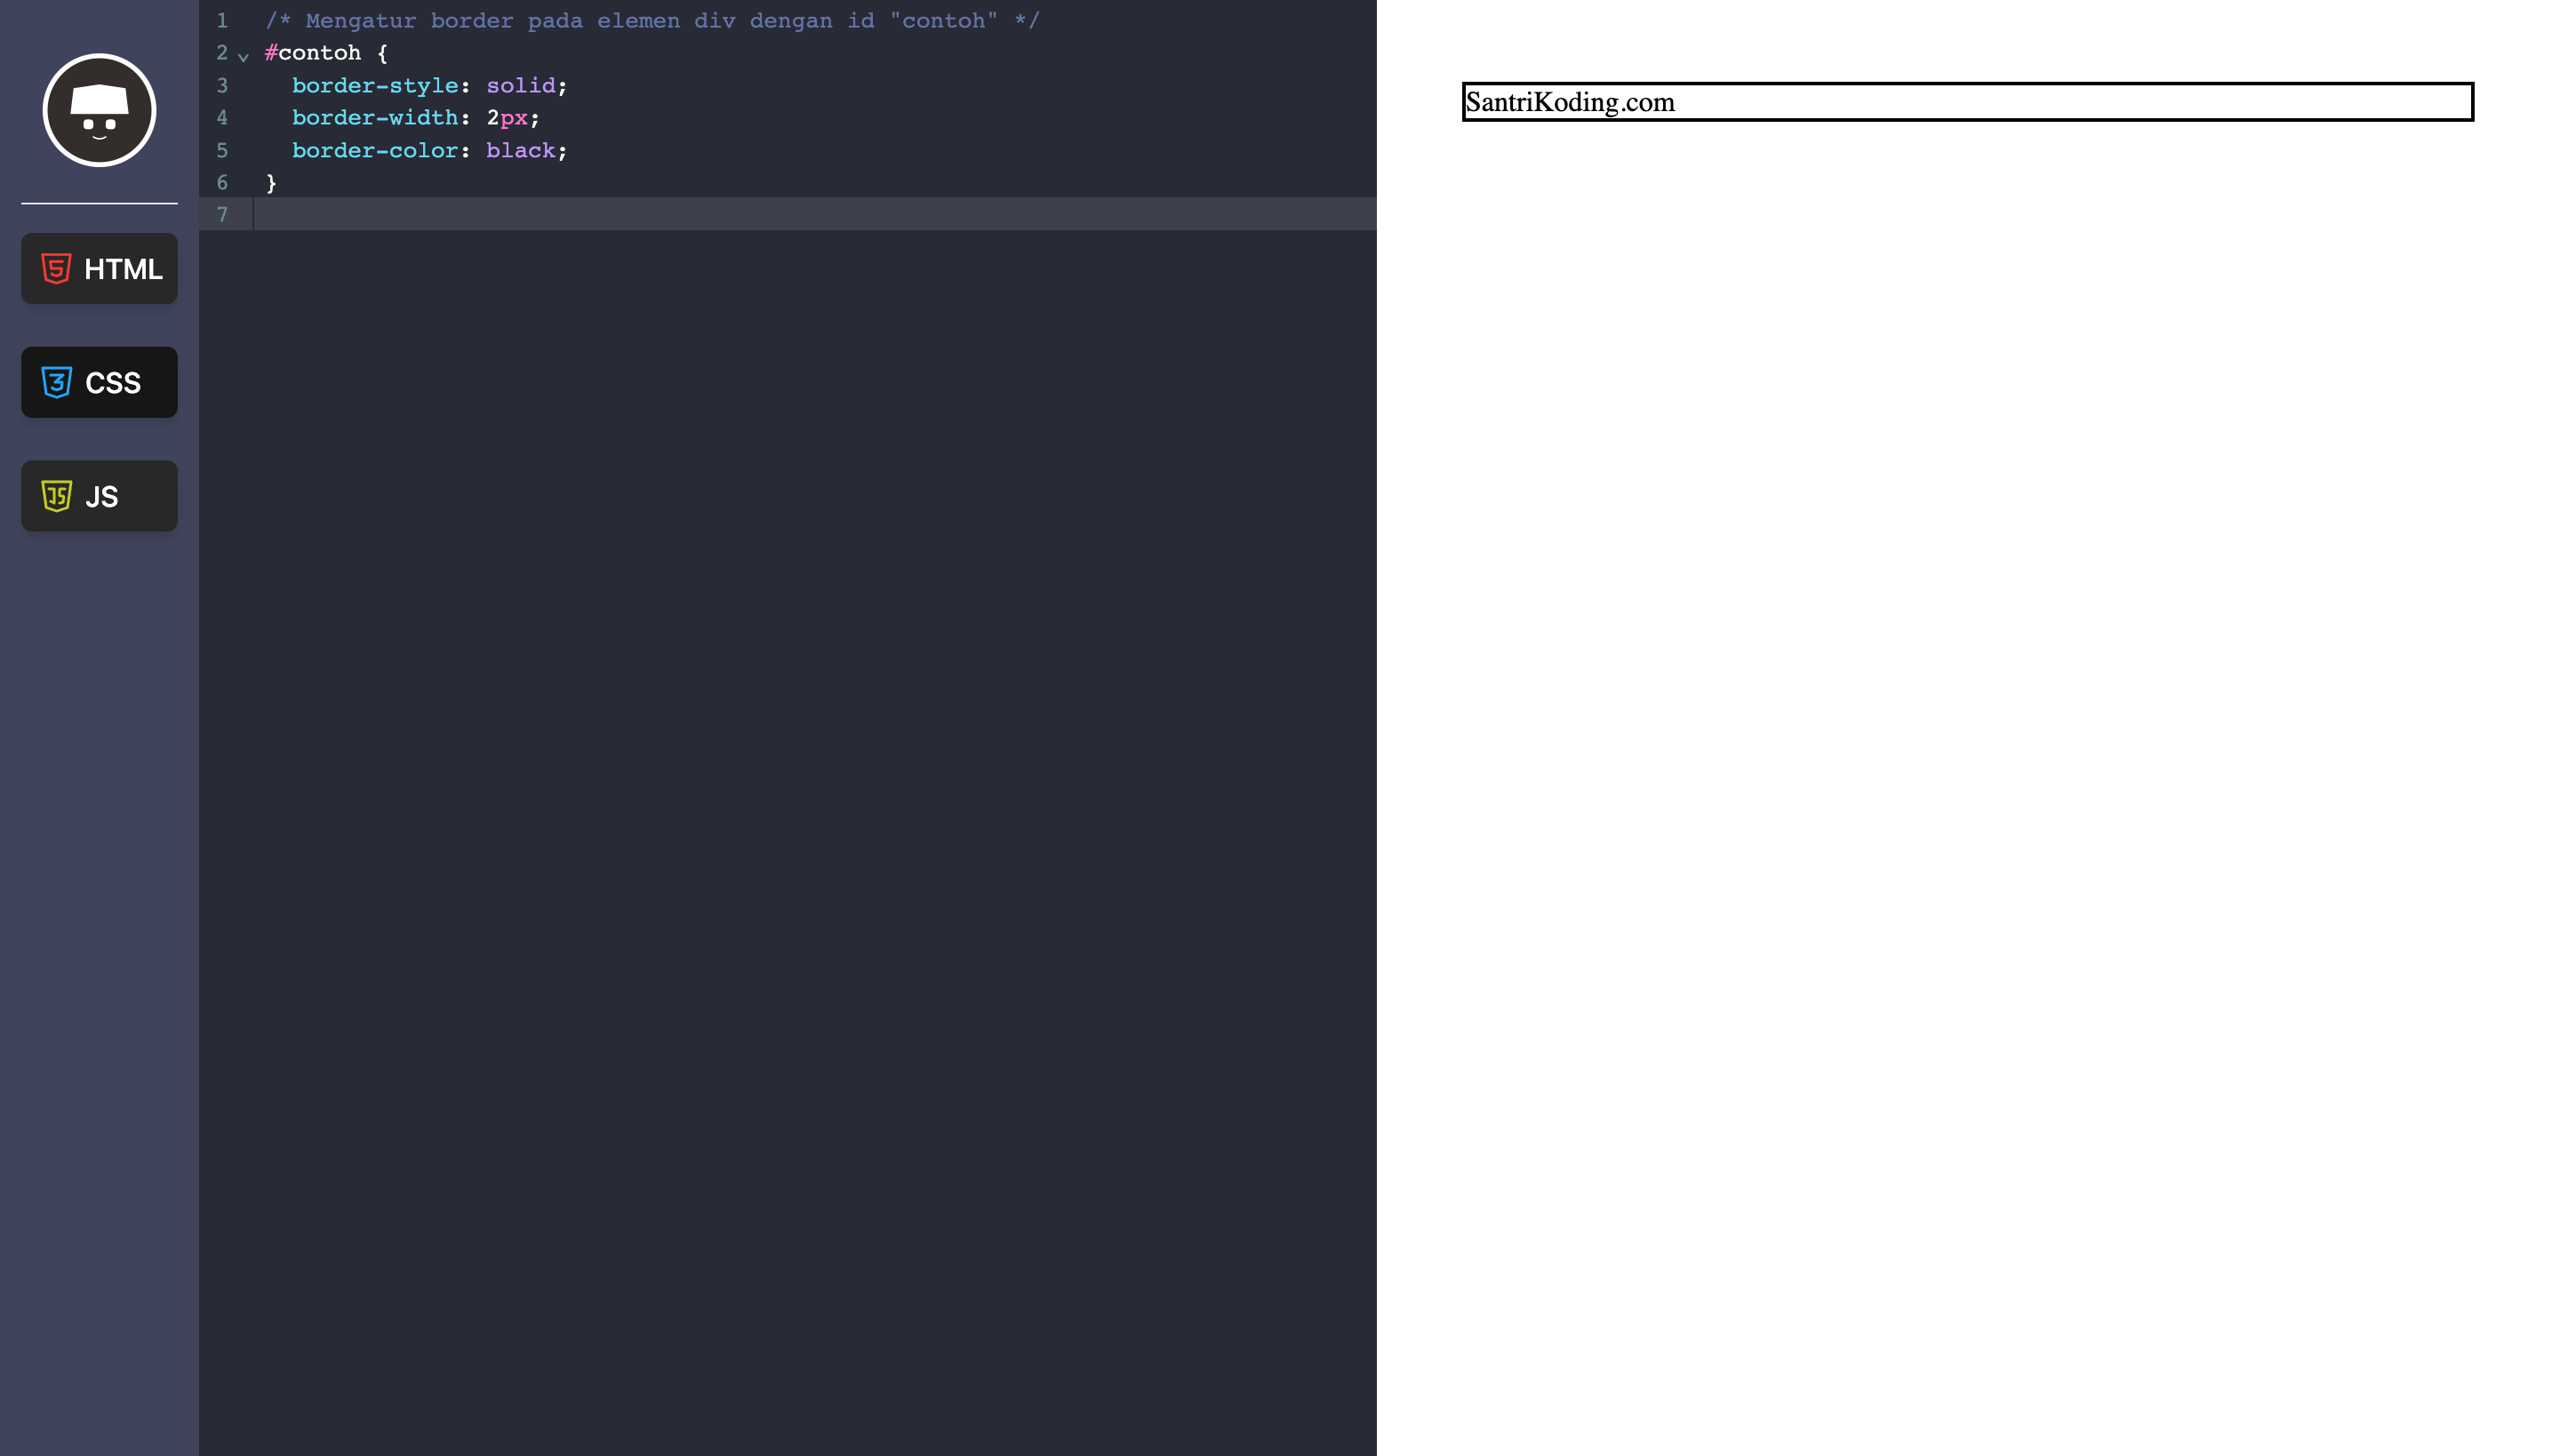 HTML
CSS
JS
1 /* Mengatur border pada elemen div dengan id "contoh" */
2 #contoh {
3 border-style: solid;
4 border-width: 2px;
5 border-color: black;
6 }
7
SantriKoding.com